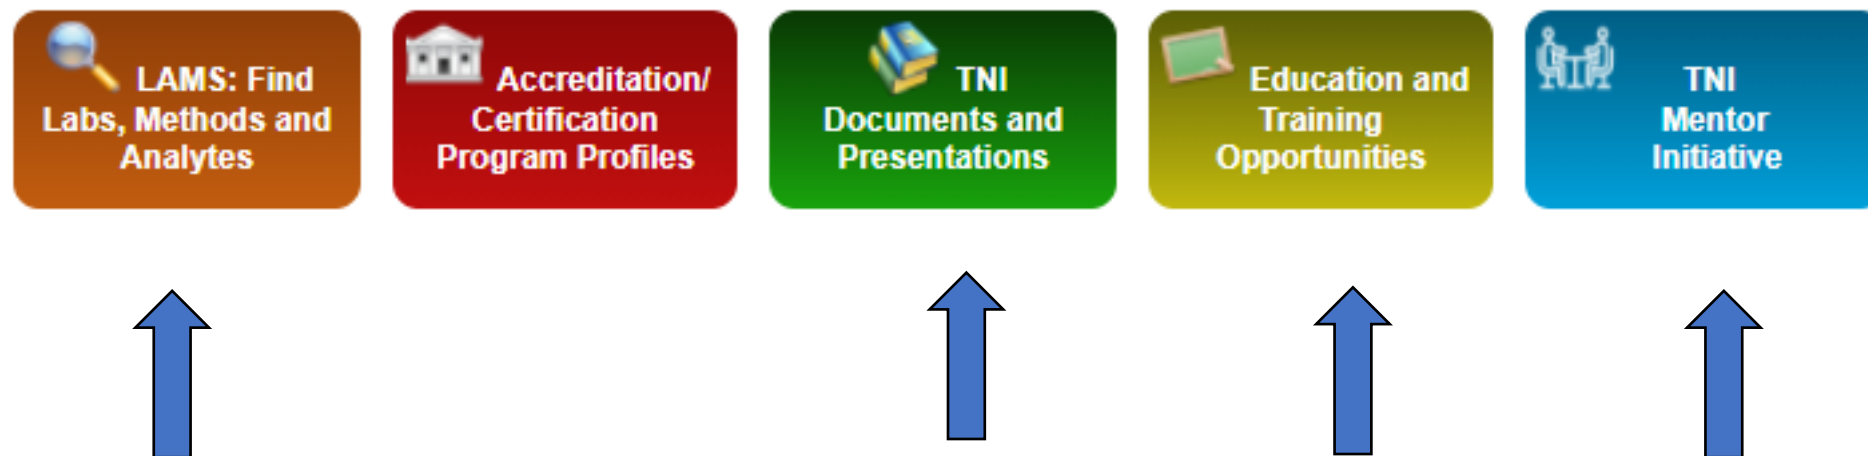 LAMS: Find
Labs, Methods and
Analytes
Accreditation/
Certification
Program Profiles
TNI
Documents and
Presentations
Education and
Training
Opportunities
TNI
Mentor
Initiative